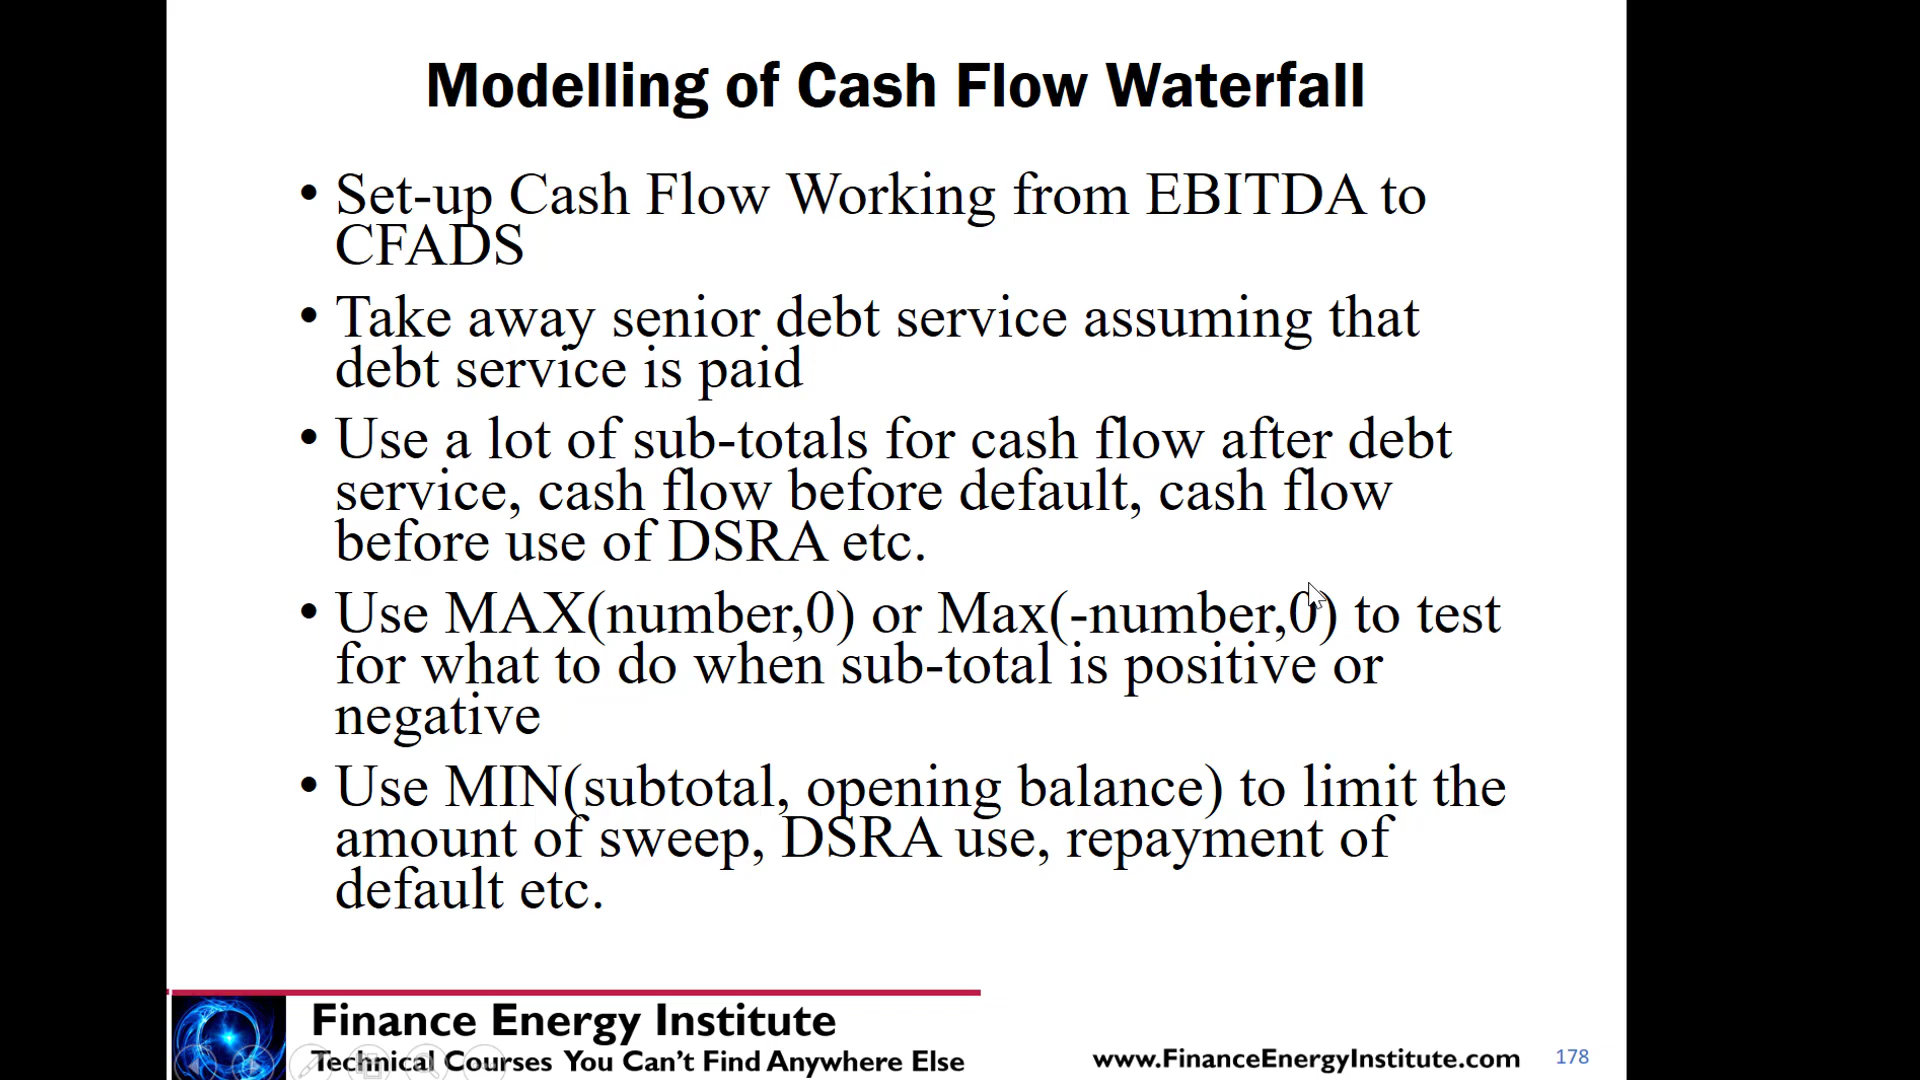 Modelling of Cash Flow Waterfall
• Set-up Cash Flow Working from EBITDA to
CFADS
• Take away senior debt service assuming that
debt service is paid
• Use a lot of sub-totals for cash flow after debt
service, cash flow before default, cash flow
before use of DSRA etc.
• Use MAX(number,0) or Max(-number,0) to test
for what to do when sub-total is positive or
negative
• Use MIN(subtotal, opening balance) to limit the
amount of sweep, DSRA use, repayment of
default etc.
Finance Energy Institute
Technical Courses You Can't Find Anywhere Else
www.FinanceEnergyInstitute.com
178